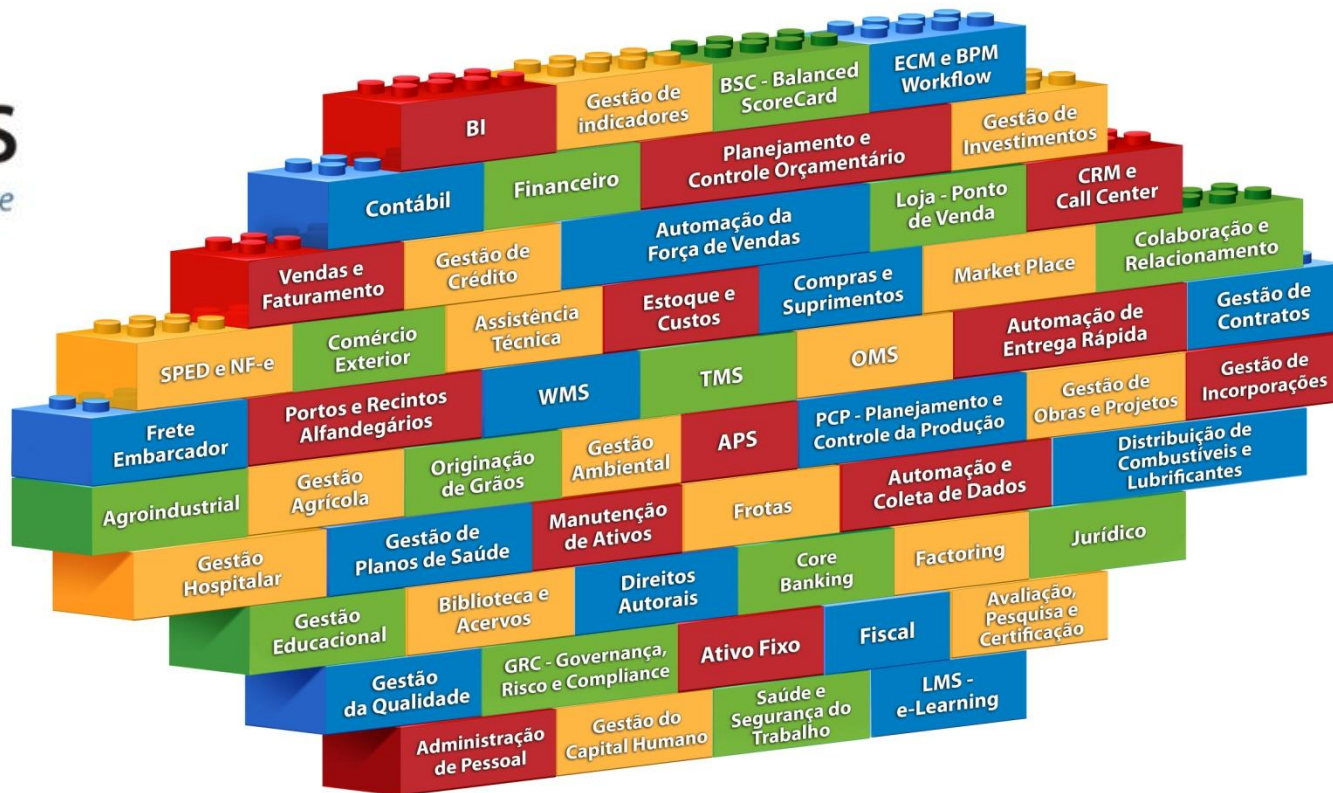 S
e
BI
Gestão de
indicadores
BSC - Balanced
ScoreCard
ECM e BPM
Workflow
Contábil
Financeiro
Planejamento e
Controle Orçamentário
Gestão de
Investimentos
Vendas e
Faturamento
Gestão de
Crédito
Automação da
Força de Vendas
Loja - Ponto
de Venda
CRM e
Call Center
SPED e NF-e
Comércio
Exterior
Assistência
Técnica
Estoque e
Custos
Compras e
Suprimentos
Market Place
Colaboração e
Relacionamento
Frete
Embarcador
Portos e Recintos
Alfandegários
WMS
TMS
OMS
Automação de
Entrega Rápida
Gestão de
Contratos
Agroindustrial
Gestão
Agrícola
Originação
de Grãos
Gestão
Ambiental
APS
PCP - Planejamento e
Controle da Produção
Gestão de
Obras e Projetos
Gestão de
Incorporações
Gestão
Hospitalar
Gestão de
Planos de Saúde
Manutenção
de Ativos
Frotas
Automação e
Coleta de Dados
Distribuição de
Combustíveis e
Lubrificantes
Gestão
Educacional
Biblioteca e
Acervos
Direitos
Autorais
Core
Banking
Factoring
Jurídico
Gestão
da Qualidade
GRC - Governança,
Risco e Compliance
Ativo Fixo
Fiscal
Avaliação,
Pesquisa e
Certificação
Administração
de Pessoal
Gestão do
Capital Humano
Saúde e
Segurança do
Trabalho
LMS -
e-Learning